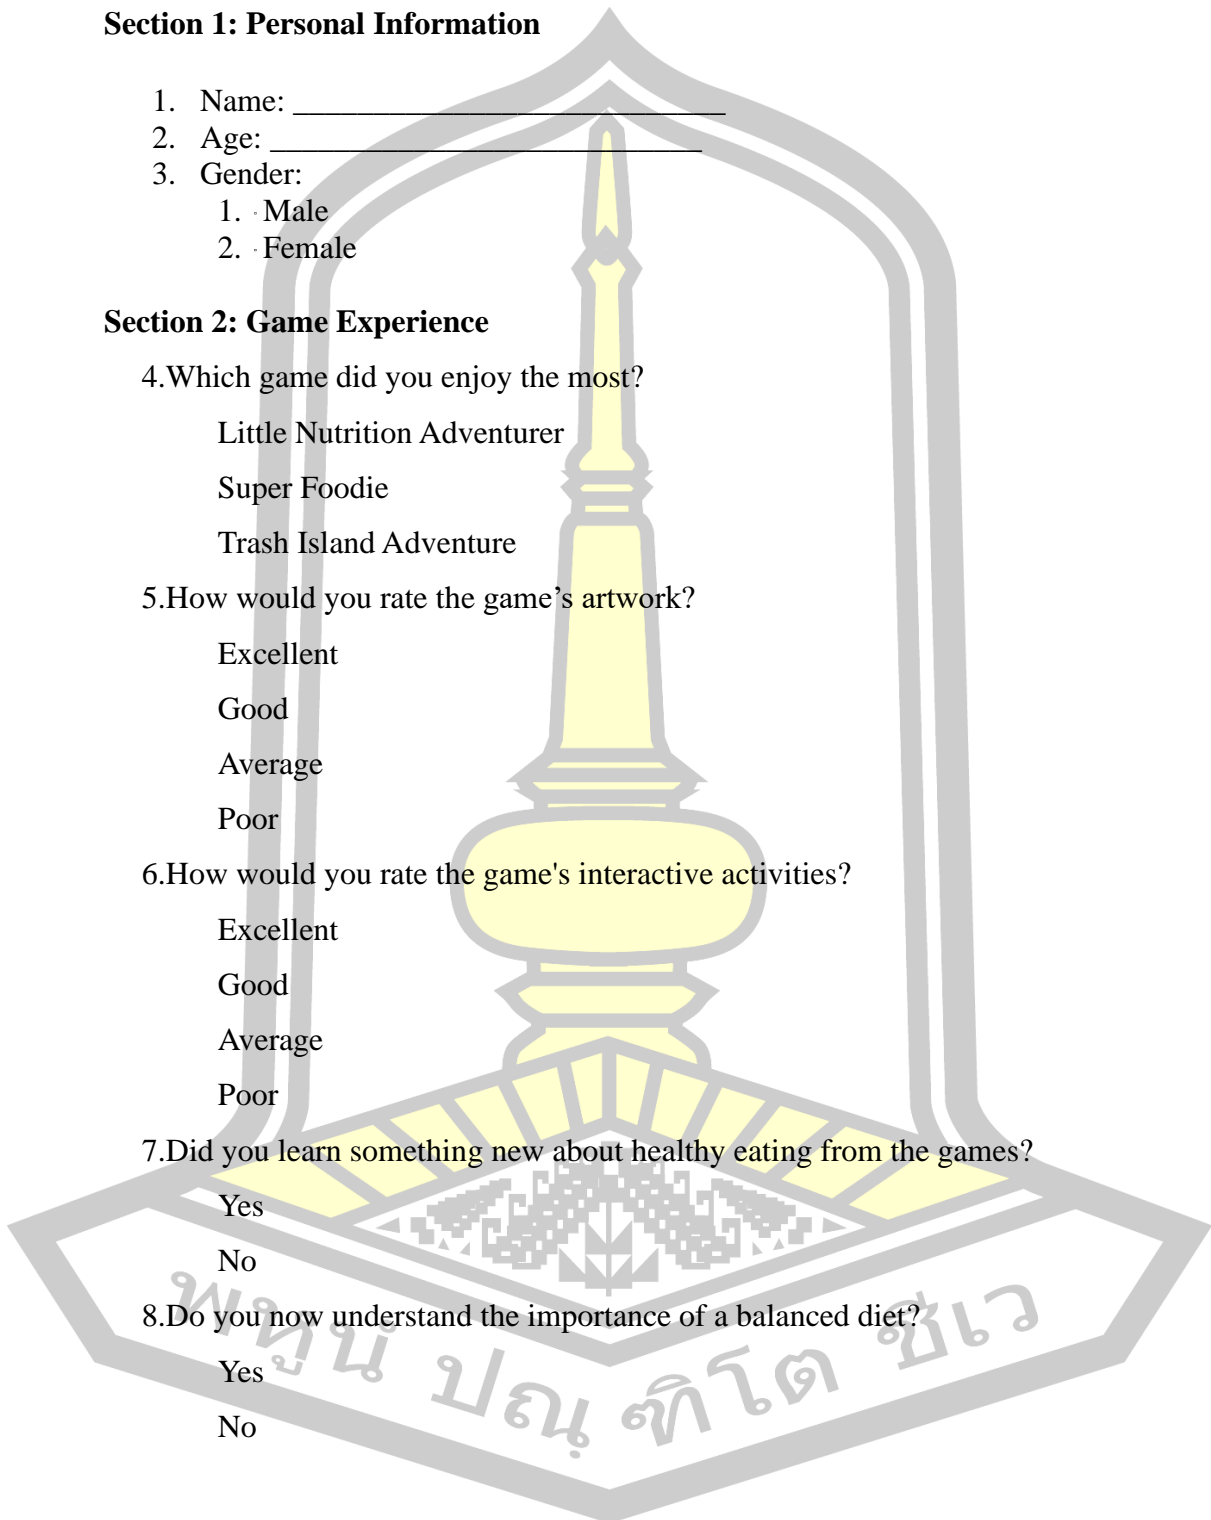 Section 1: Personal Information
1. Name: ___________________________
2. Age: ___________________________
3. Gender:
1. Male
2. Female
Section 2: Game Experience
4.Which game did you enjoy the most?
Little Nutrition Adventurer
Super Foodie
Trash Island Adventure
5.How would you rate the game’s artwork?
Excellent
Good
Average
Poor
6.How would you rate the game's interactive activities?
Excellent
Good
Average
Poor
7.Did you learn something new about healthy eating from the games?
Yes
No
8.Do you now understand the importance of a balanced diet?
Yes
No
พหูนํ ปณฺฑิโต ชีเว